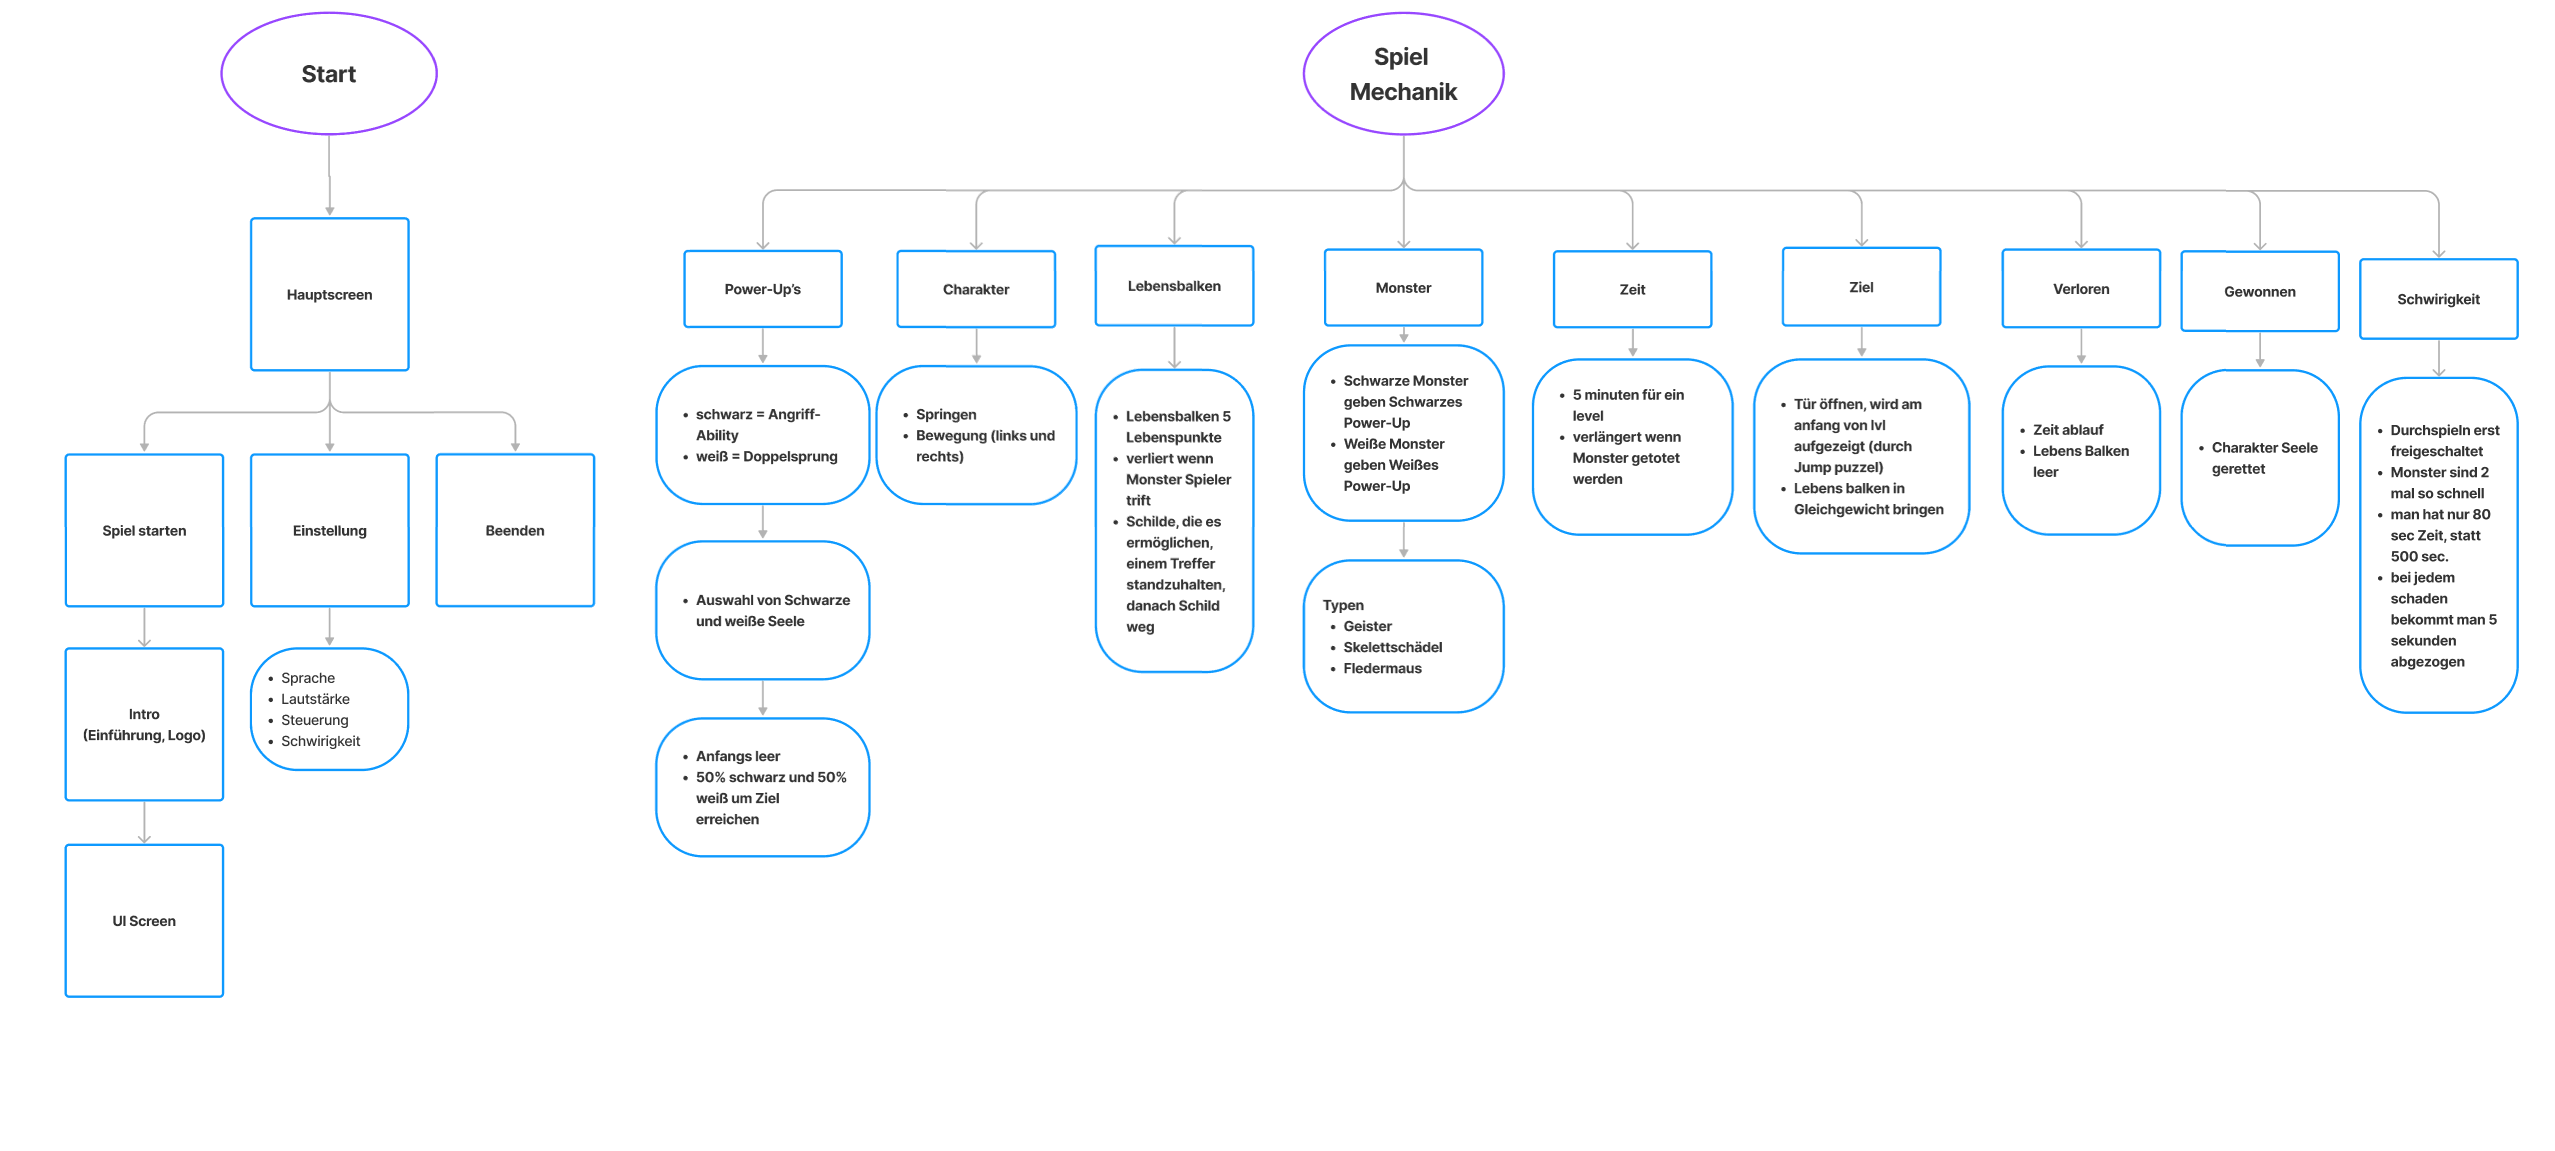 Start
Hauptscreen
Spiel starten
Einstellung
Beenden
Intro
(Einführung, Logo)
• Sprache
• Lautstärke
• Steuerung
• Schwirigkeit
UI Screen
Spiel
Mechanik
Power-Up’s
• schwarz = Angriff-
Ability
• weiß = Doppelsprung
• Auswahl von Schwarze
und weiße Seele
• Anfangs leer
• 50% schwarz und 50%
weiß um Ziel
erreichen
Charakter
• Springen
• Bewegung (links und
rechts)
Lebensbalken
• Lebensbalken 5
Lebenspunkte
• verliert wenn
Monster Spieler
trift
• Schilde, die es
ermöglichen,
einem Treffer
standzuhalten,
danach Schild
weg
Monster
• Schwarze Monster
geben Schwarzes
Power-Up
• Weiße Monster
geben Weißes
Power-Up
Typen
• Geister
• Skelettschädel
• Fledermaus
Zeit
• 5 minuten für ein
level
• verlängert wenn
Monster getotet
werden
Ziel
• Tür öffnen, wird am
anfang von lvl
aufgezeigt (durch
Jump puzzel)
• Lebens balken in
Gleichgewicht bringen
Verloren
• Zeit ablauf
• Lebens Balken
leer
Gewonnen
• Charakter Seele
gerettet
Schwirigkeit
• Durchspieln erst
freigeschaltet
• Monster sind 2
mal so schnell
• man hat nur 80
sec Zeit, statt
500 sec.
• bei jedem
schaden
bekommt man 5
sekunden
abgezogen